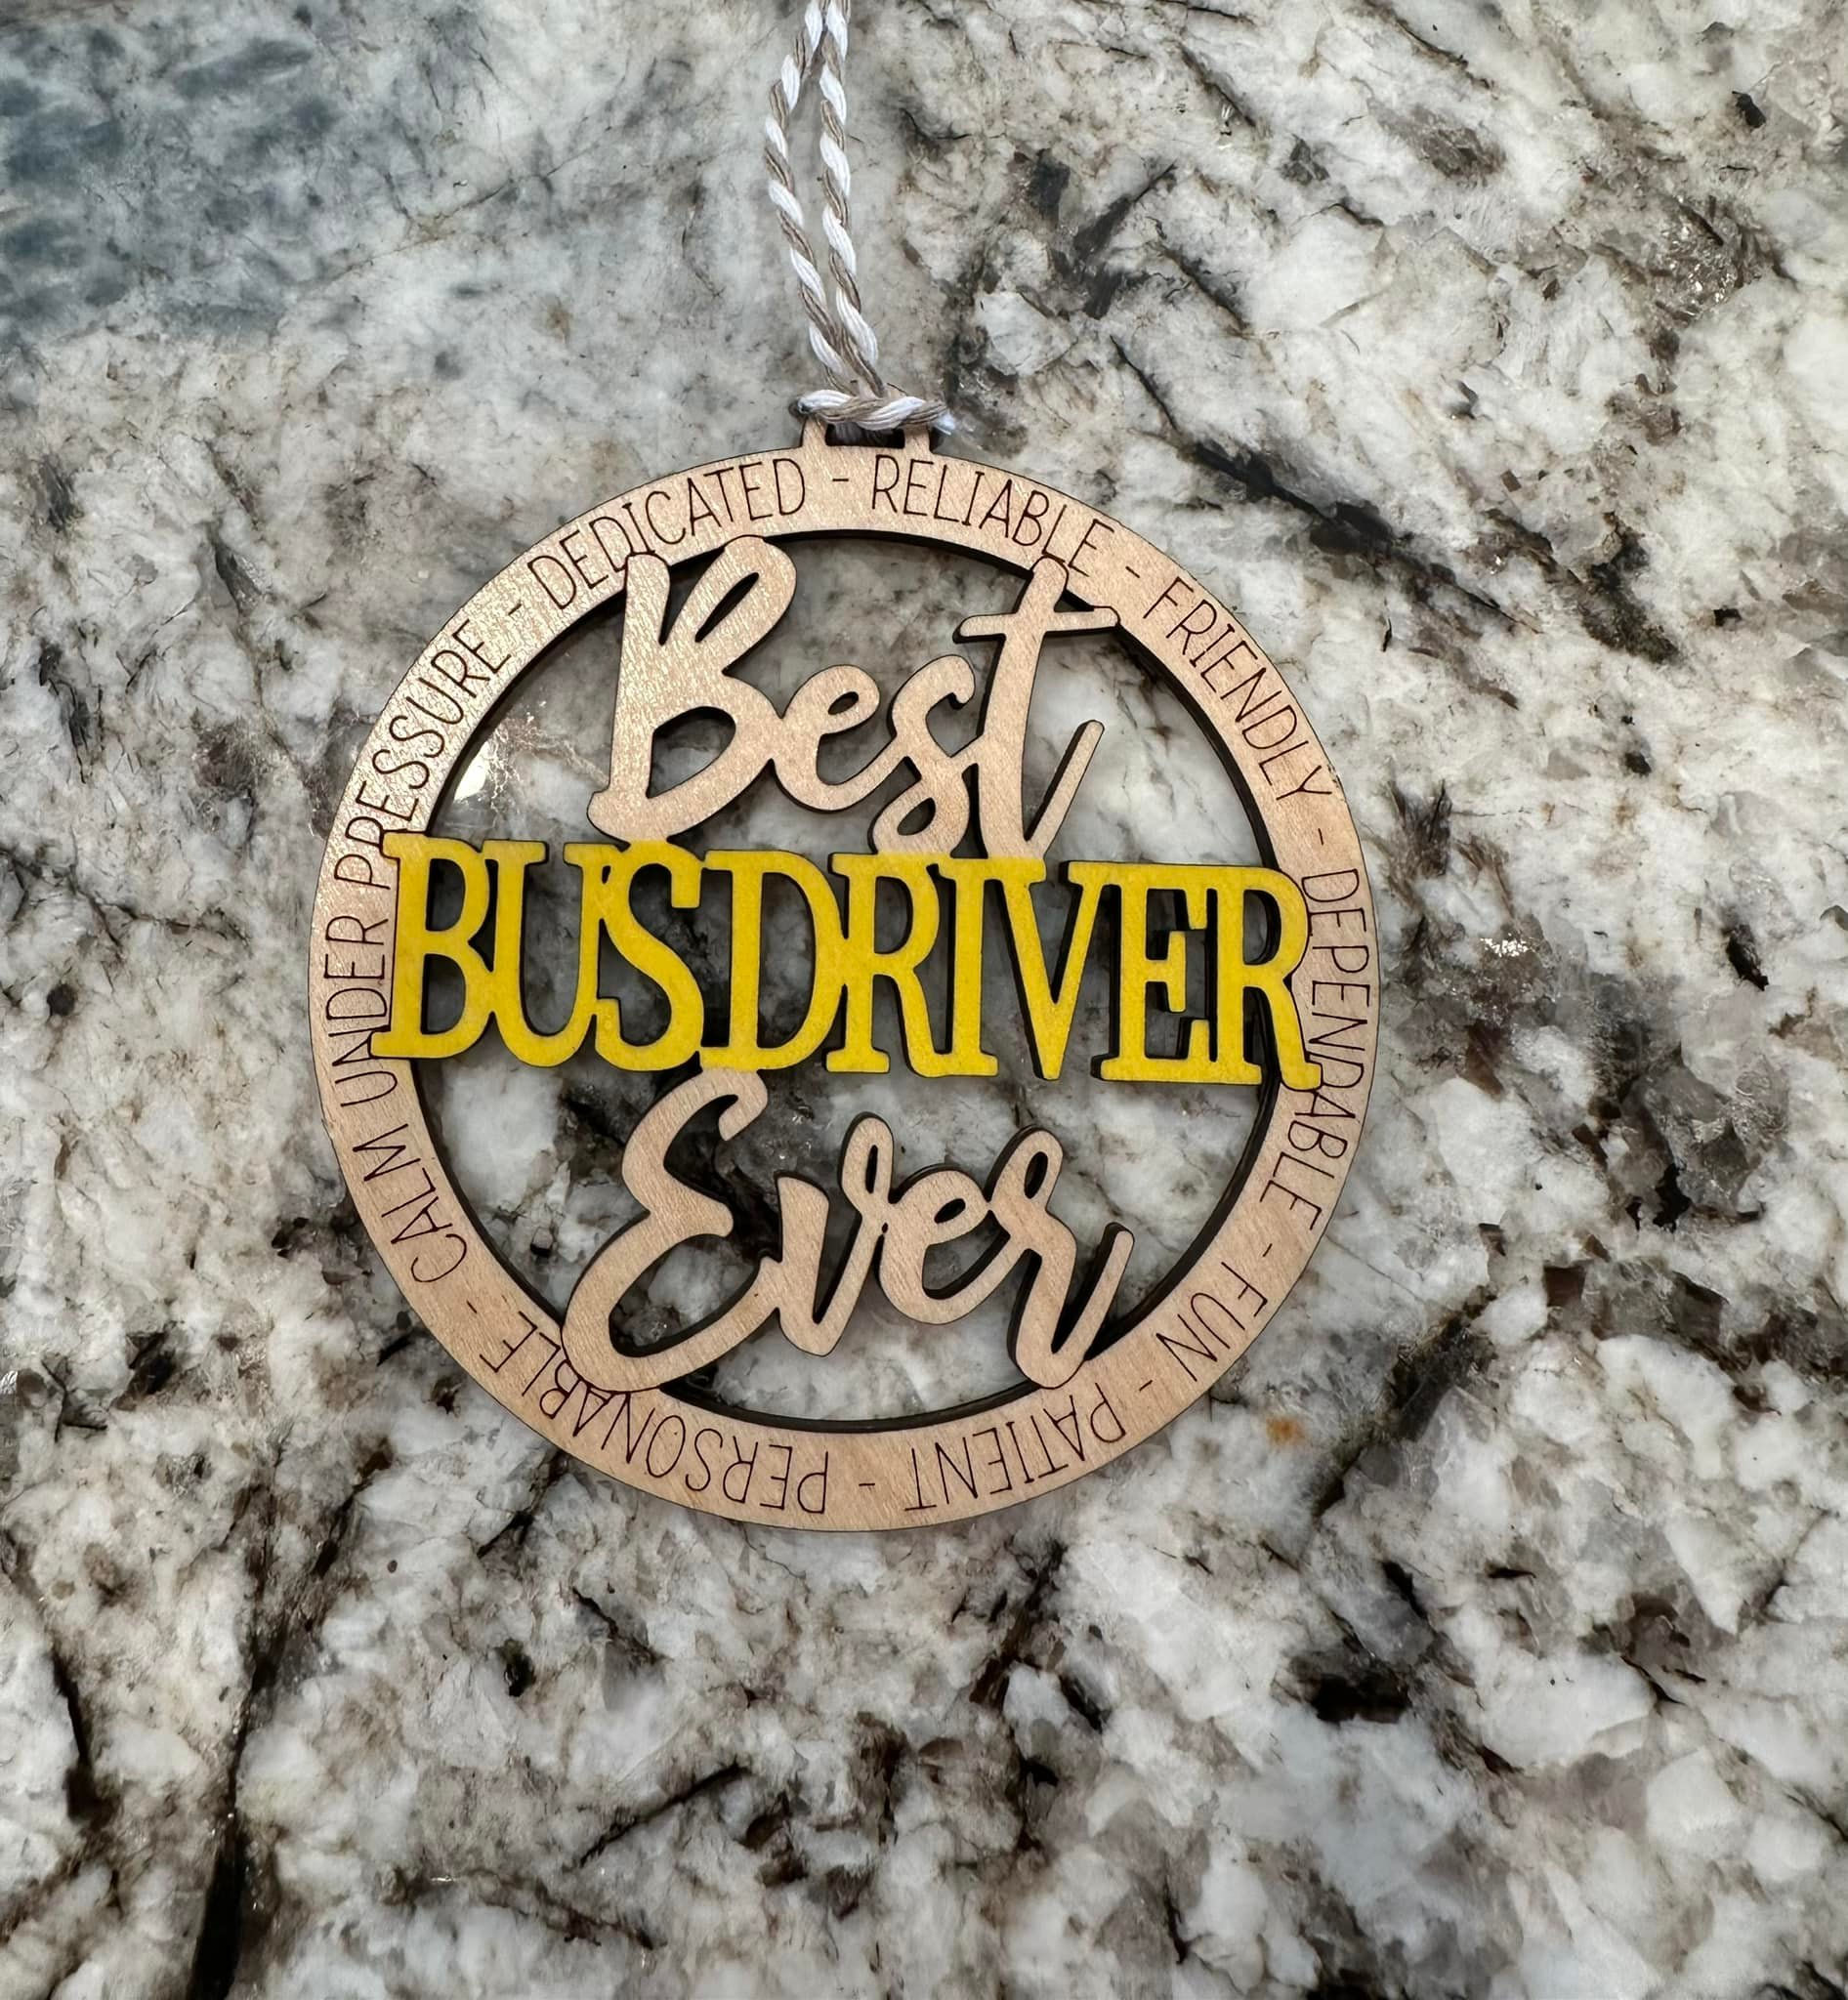 Best
BUSDRIVER
Ever
DEDICATED - RELIABLE - FRIENDLY - DEPENDABLE - FUN - PATIENT - PERSONABLE - CALM UNDER PRESSURE -